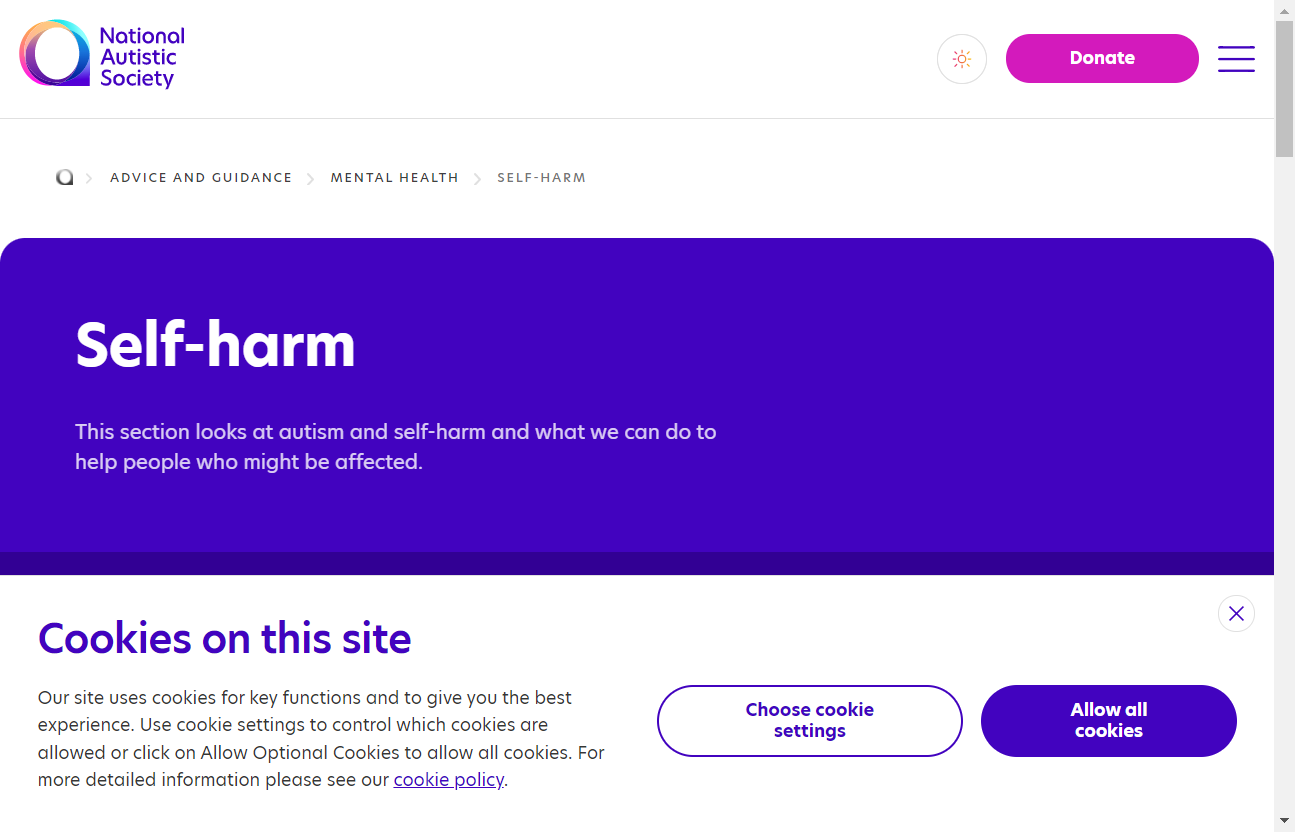 National
Autistic
Society
Donate
ADVICE AND GUIDANCE
MENTAL HEALTH
SELF-HARM
Self-harm
This section looks at autism and self-harm and what we can do to
help people who might be affected.
Cookies on this site
Our site uses cookies for key functions and to give you the best
experience. Use cookie settings to control which cookies are
allowed or click on Allow Optional Cookies to allow all cookies. For
more detailed information please see our cookie policy.
Choose cookie
settings
Allow all
cookies